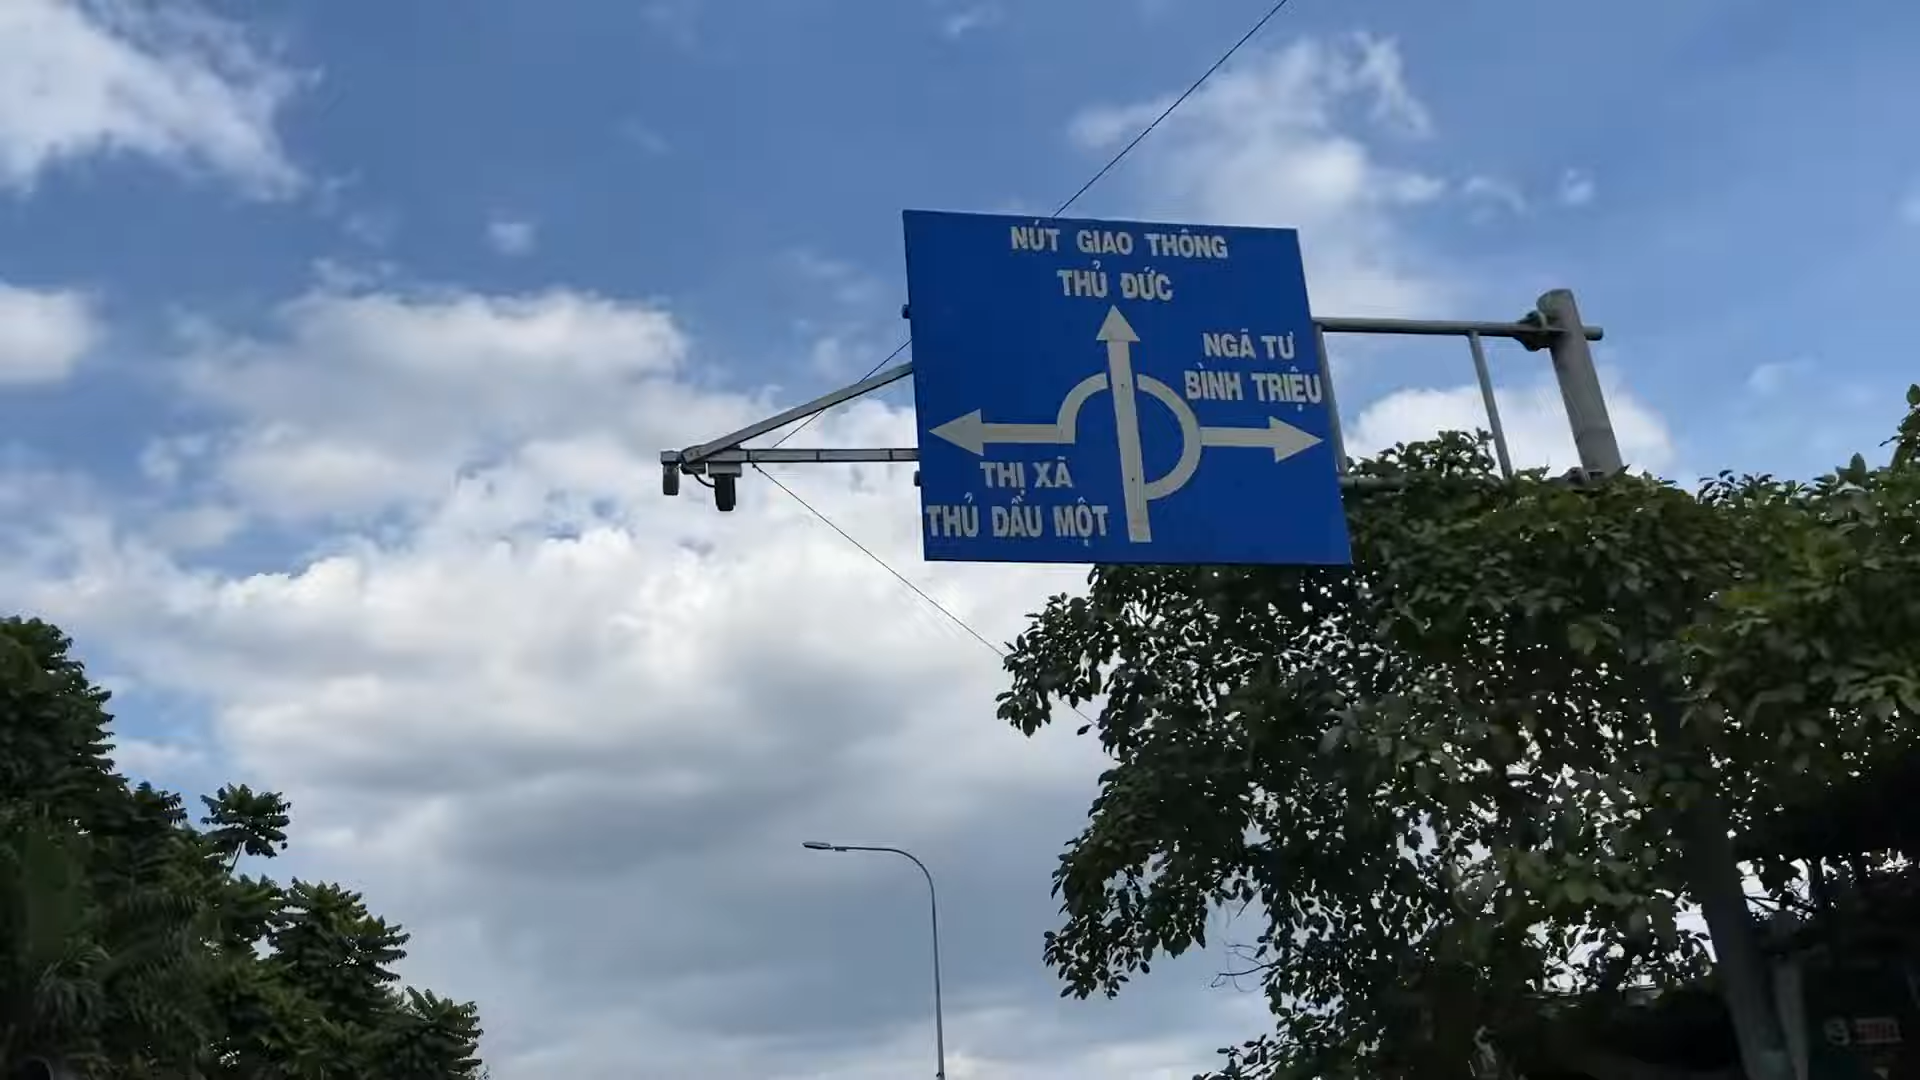 NÚT GIAO THÔNG
THỦ ĐỨC
NGÃ TƯ
BÌNH TRIỆU
THỊ XÃ
THỦ DẦU MỘT